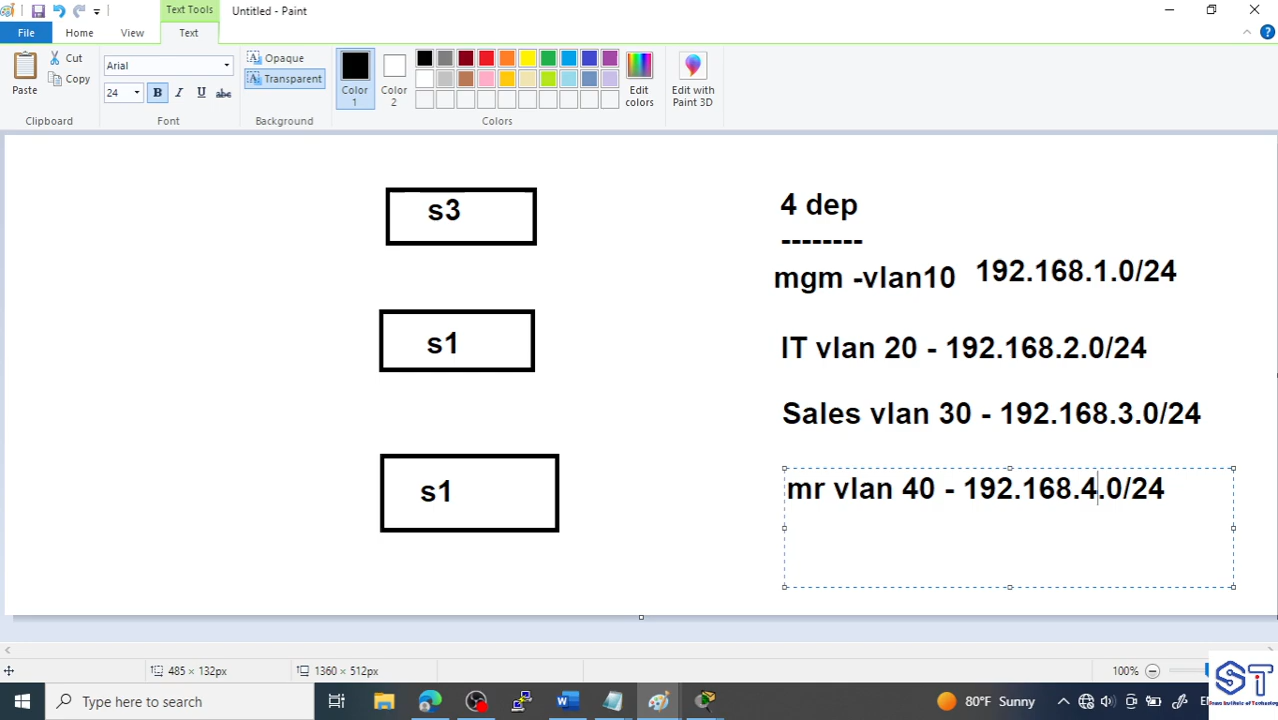 Text Tools
Untitled - Paint
File
Home
View
Text
Paste
Cut
Copy
Clipboard
Arial
24
B
I
U
abc
Font
Opaque
Transparent
Background
Color 1
Color 2
Edit colors
Colors
Edit with Paint 3D
s3
s1
s1
4 dep
--------
mgm -vlan10 192.168.1.0/24
IT vlan 20 - 192.168.2.0/24
Sales vlan 30 - 192.168.3.0/24
mr vlan 40 - 192.168.4.0/24
485 × 132px
1360 × 512px
100%
Type here to search
80°F Sunny
ST